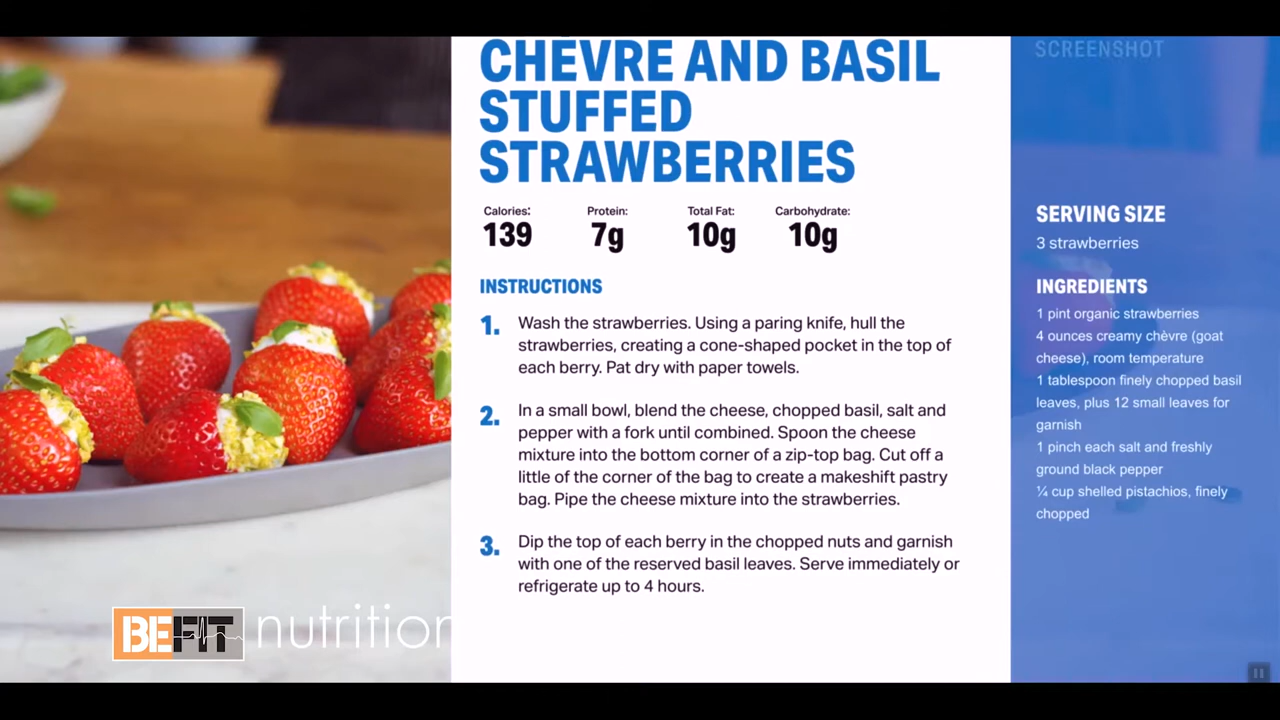 CHEVRE AND BASIL
STUFFED
STRAWBERRIES
Calories:
139
Protein:
7g
Total Fat:
10g
Carbohydrate:
10g
INSTRUCTIONS
1. Wash the strawberries. Using a paring knife, hull the
strawberries, creating a cone-shaped pocket in the top of
each berry. Pat dry with paper towels.
2. In a small bowl, blend the cheese, chopped basil, salt and
pepper with a fork until combined. Spoon the cheese
mixture into the bottom corner of a zip-top bag. Cut off a
little of the corner of the bag to create a makeshift pastry
bag. Pipe the cheese mixture into the strawberries.
3. Dip the top of each berry in the chopped nuts and garnish
with one of the reserved basil leaves. Serve immediately or
refrigerate up to 4 hours.
SCREENSHOT
SERVING SIZE
3 strawberries
INGREDIENTS
1 pint organic strawberries
4 ounces creamy chèvre (goat
cheese), room temperature
1 tablespoon finely chopped basil
leaves, plus 12 small leaves for
garnish
1 pinch each salt and freshly
ground black pepper
¼ cup shelled pistachios, finely
chopped
BEFIT nutrition